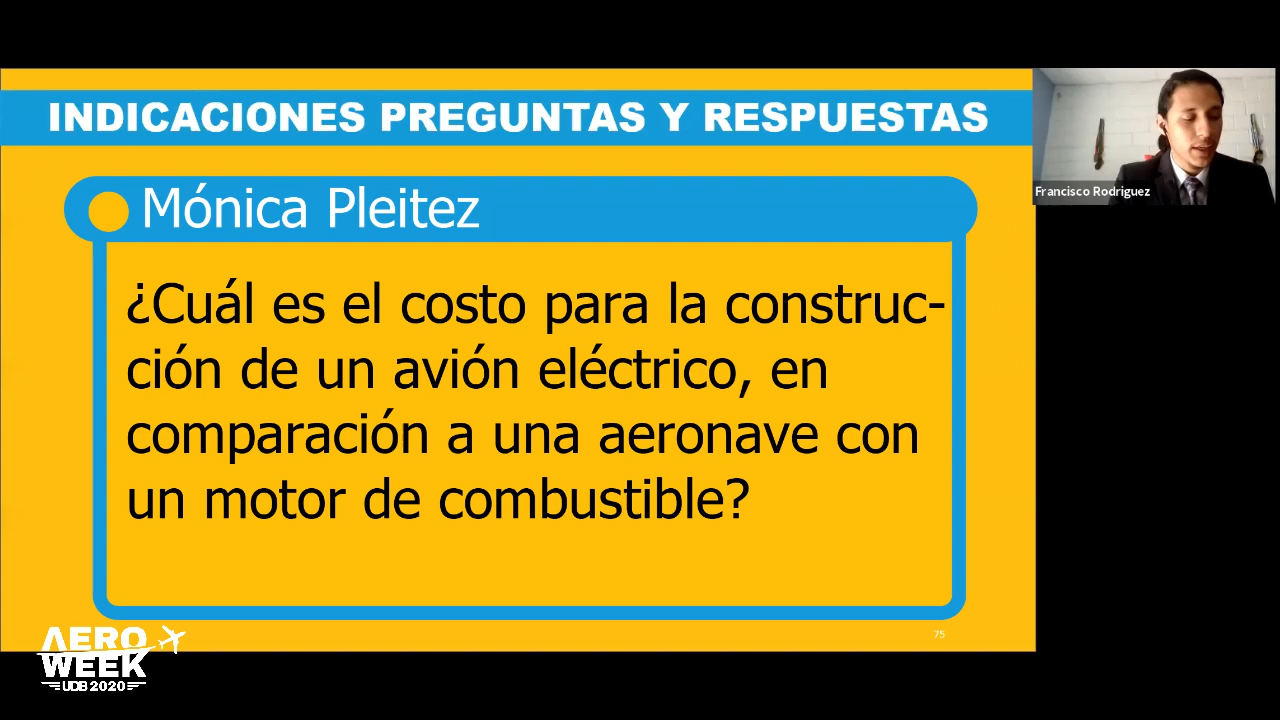 INDICACIONES PREGUNTAS Y RESPUESTAS
Mónica Pleitez
¿Cuál es el costo para la construc-
ción de un avión eléctrico, en
comparación a una aeronave con
un motor de combustible?
75
Francisco Rodriguez
AERO
WEEK
UDB 2020